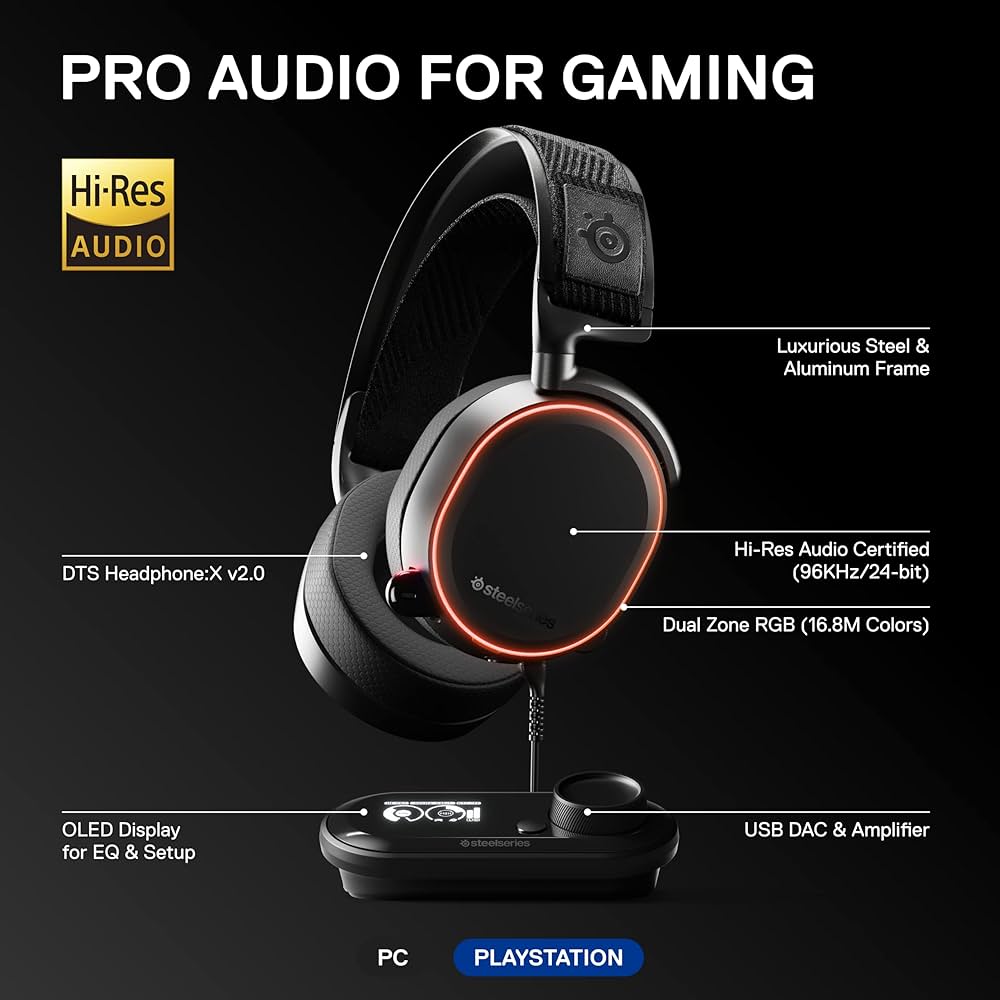 PRO AUDIO FOR GAMING
Hi-Res
AUDIO
Luxurious Steel &
Aluminum Frame
Hi-Res Audio Certified
(96KHz/24-bit)
DTS Headphone:X v2.0
Dual Zone RGB (16.8M Colors)
steelseries
OLED Display
for EQ & Setup
USB DAC & Amplifier
steelseries
PC
PLAYSTATION